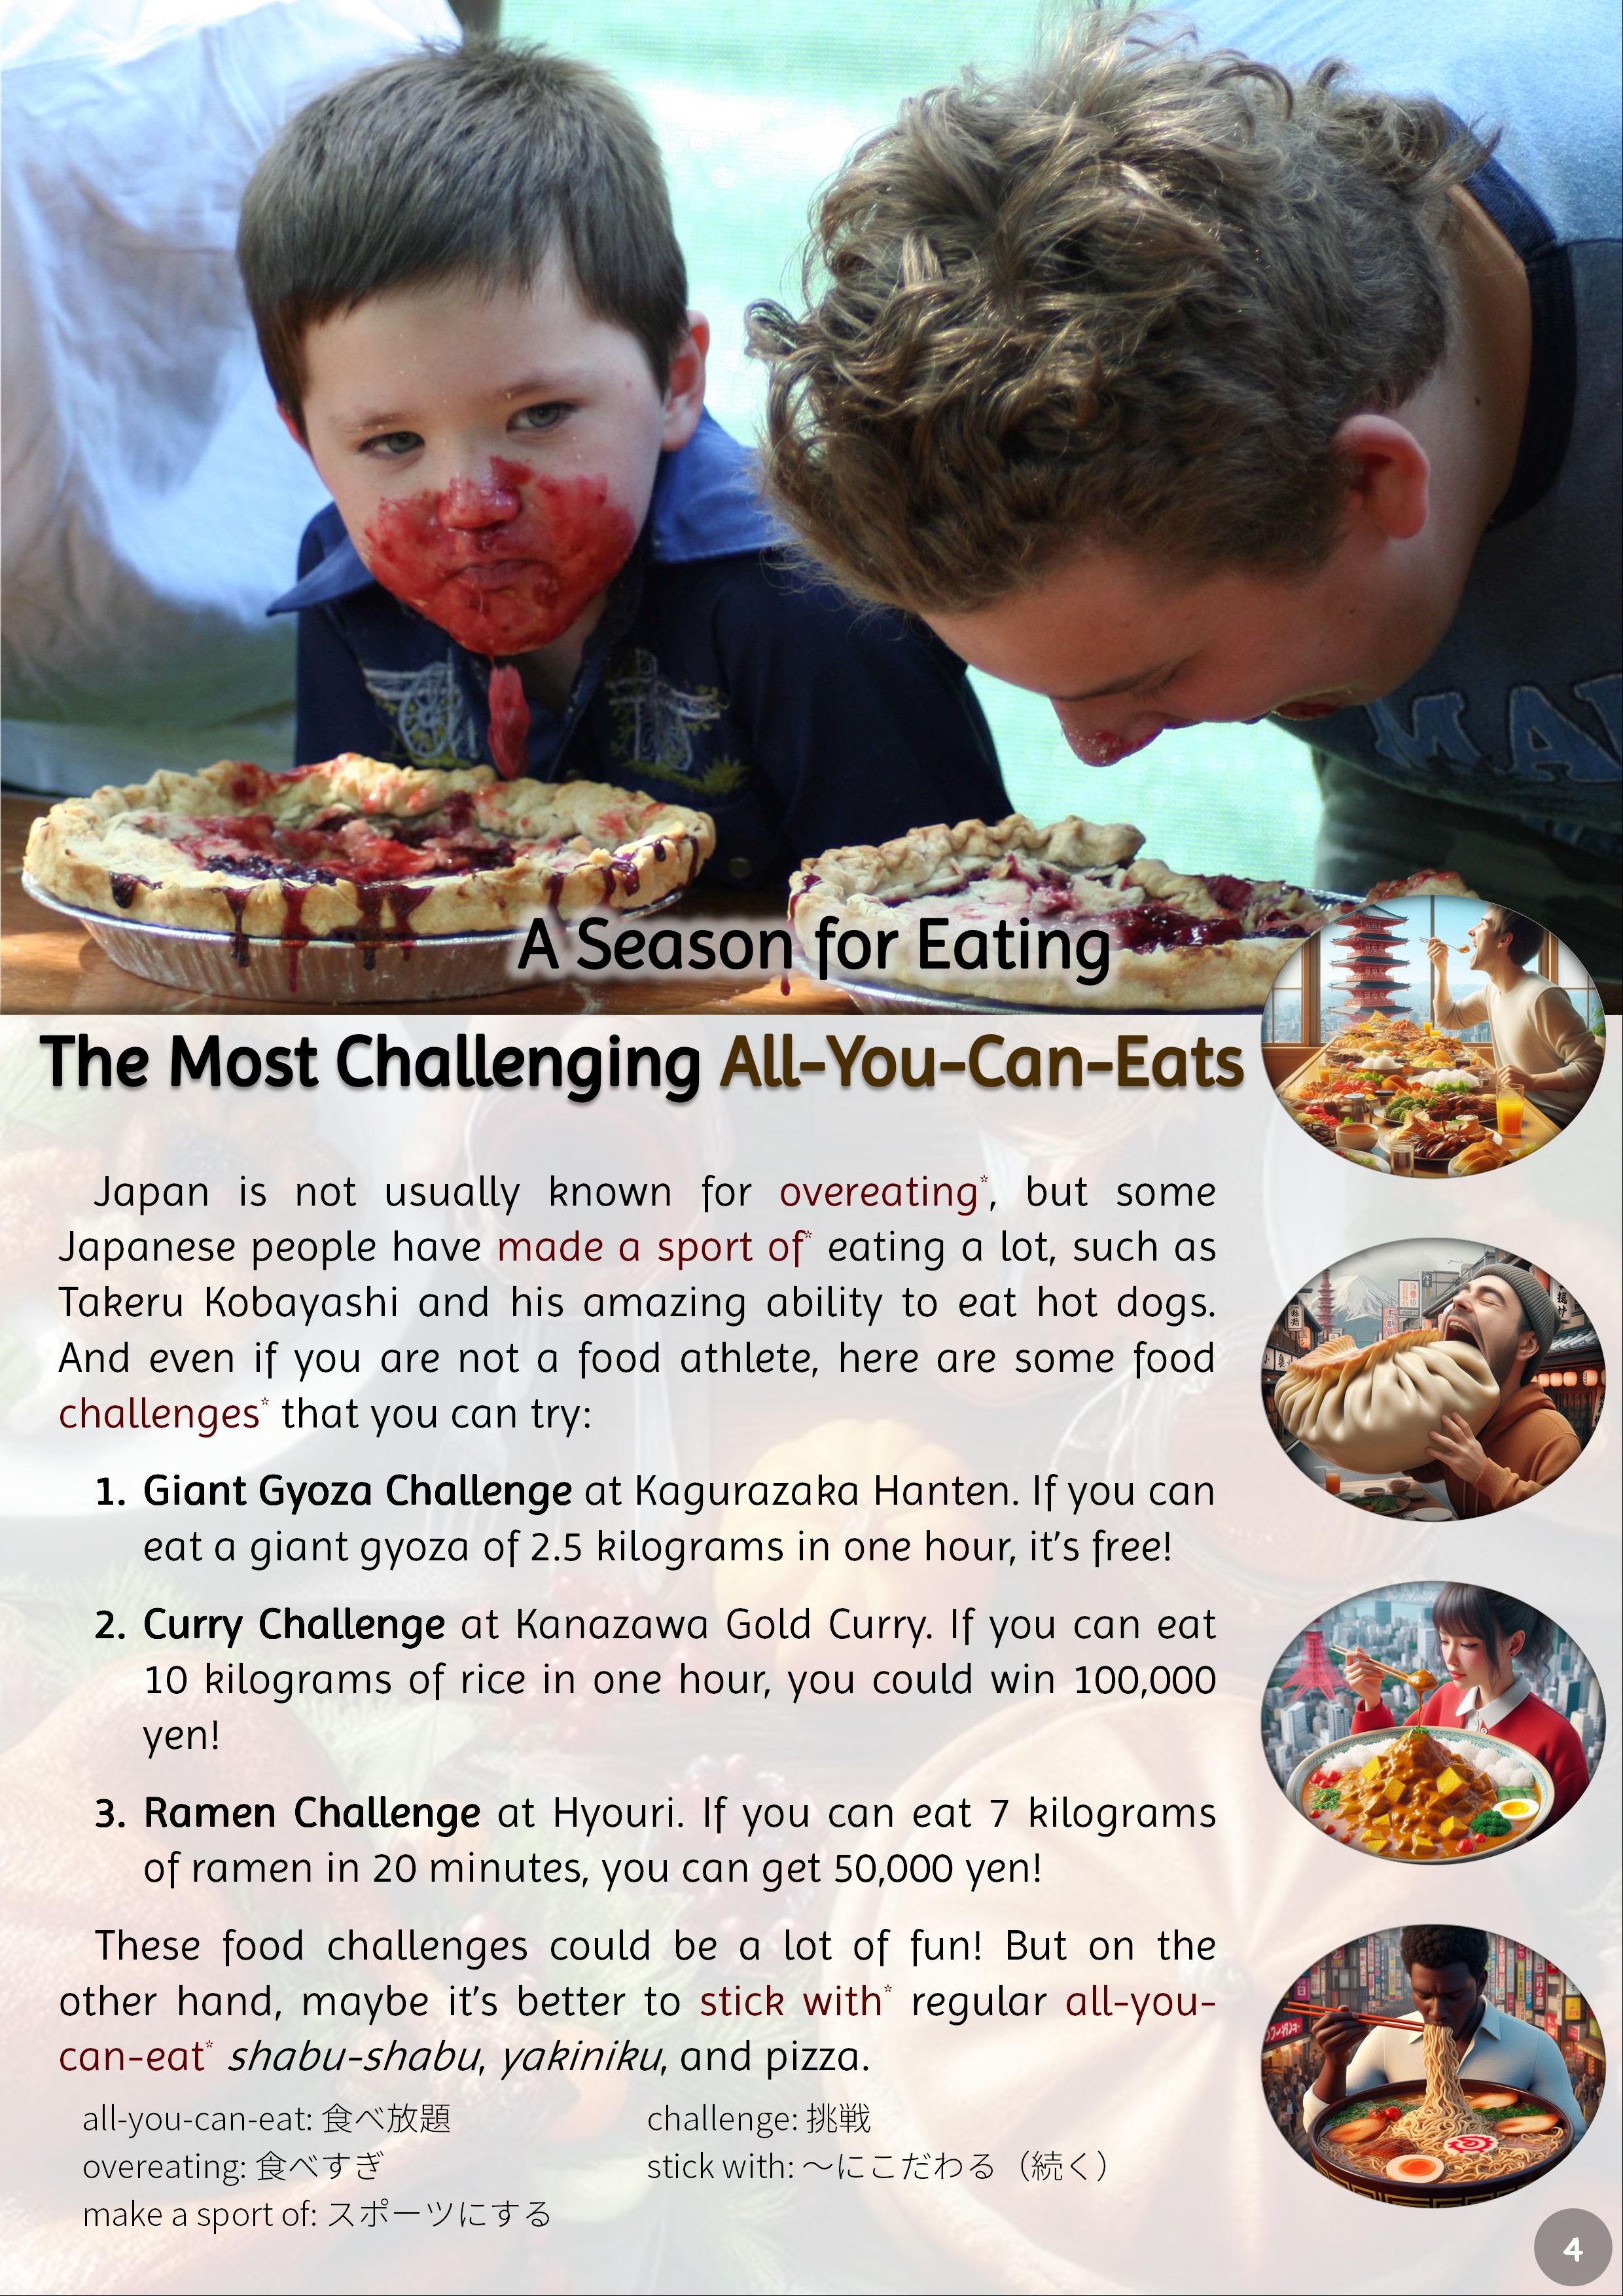 MA
A Season for Eating
The Most Challenging All-You-Can-Eats
Japan is not usually known for overeating*, but some
Japanese people have made a sport of* eating a lot, such as
Takeru Kobayashi and his amazing ability to eat hot dogs.
And even if you are not a food athlete, here are some food
challenges* that you can try:
1. Giant Gyoza Challenge at Kagurazaka Hanten. If you can
eat a giant gyoza of 2.5 kilograms in one hour, it's free!
2. Curry Challenge at Kanazawa Gold Curry. If you can eat
10 kilograms of rice in one hour, you could win 100,000
yen!
3. Ramen Challenge at Hyouri. If you can eat 7 kilograms
of ramen in 20 minutes, you can get 50,000 yen!
These food challenges could be a lot of fun! But on the
other hand, maybe it's better to stick with* regular all-you-
can-eat* shabu-shabu, yakiniku, and pizza.
all-you-can-eat: 食べ放題
overeating: 食べすぎ
make a sport of: スポーツにする
challenge: 挑戦
stick with: ～にこだわる（続く）
4